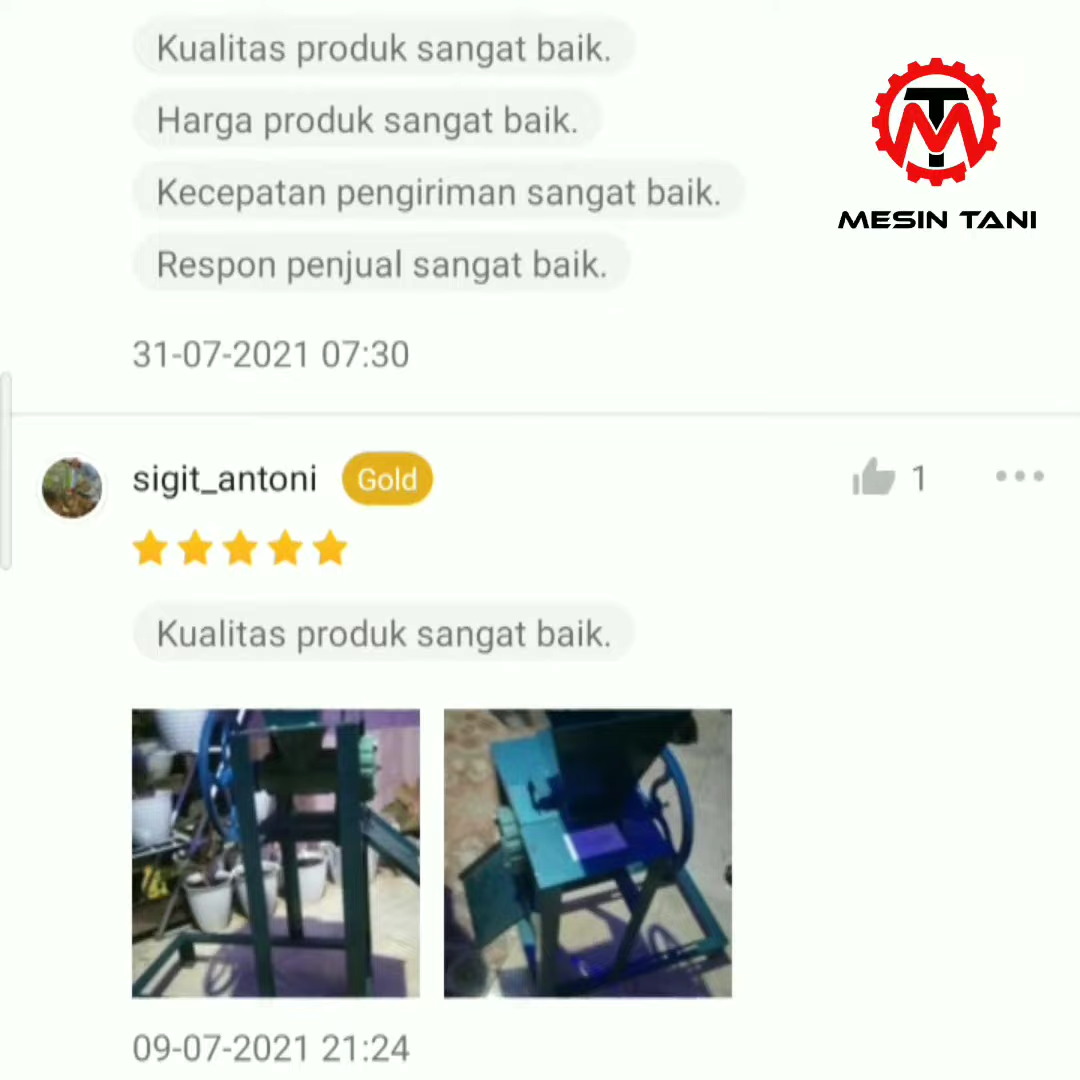 Kualitas produk sangat baik.
Harga produk sangat baik.
Kecepatan pengiriman sangat baik.
Respon penjual sangat baik.
TM
MESIN TANI
31-07-2021 07:30
sigit_antoni Gold 1
Kualitas produk sangat baik.
09-07-2021 21:24